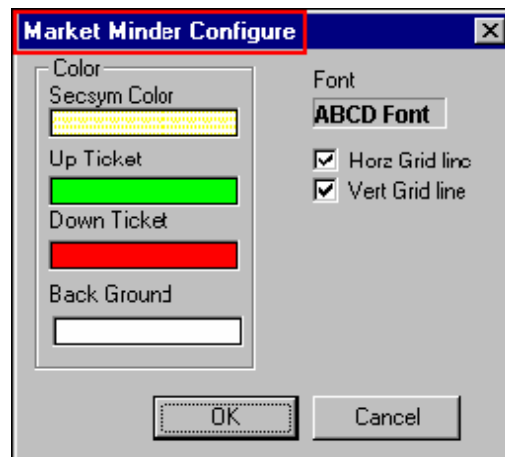 Market Minder Configure
Color
Secsym Color
Up Ticket
Down Ticket
Back Ground
Font
ABCD Font
Horz Grid line
Vert Grid line
OK
Cancel